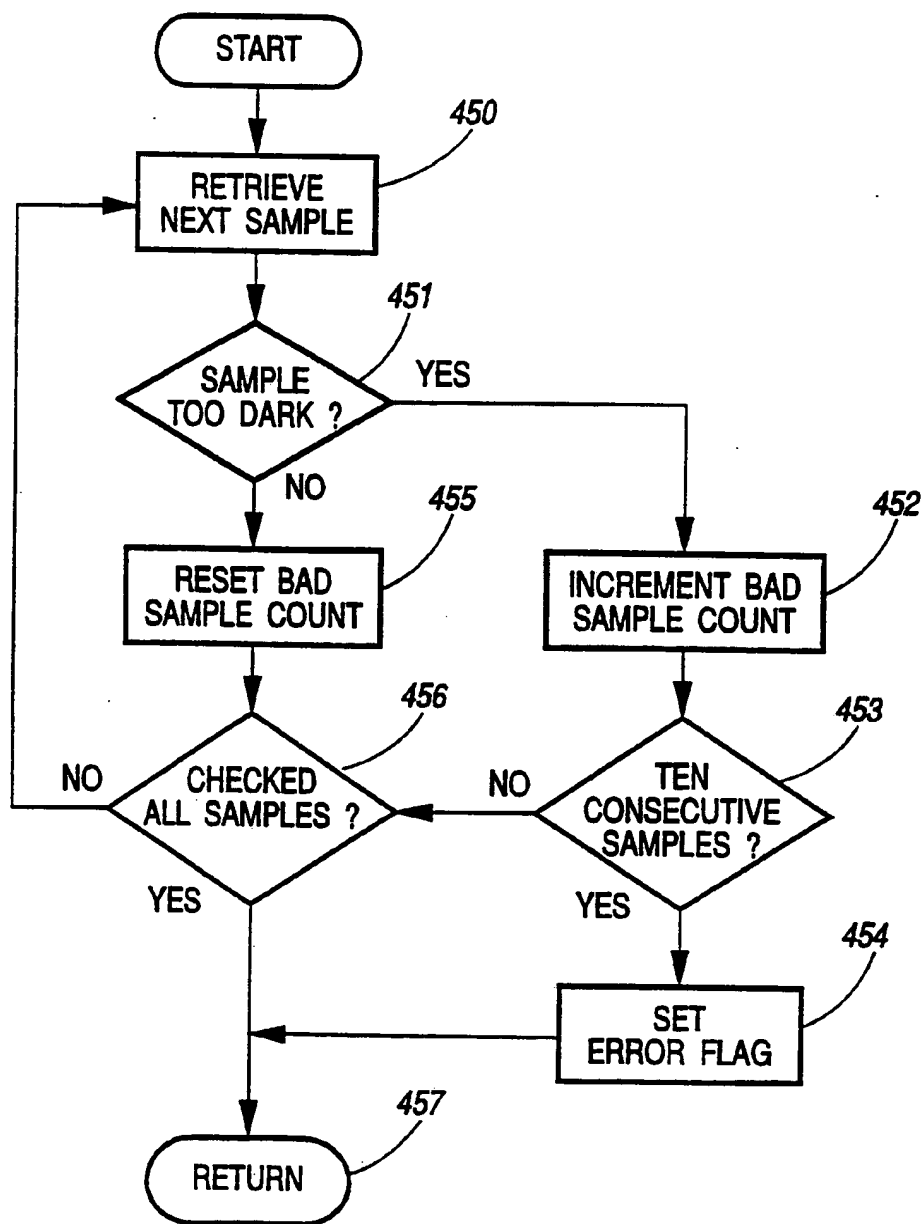 START
450
RETRIEVE
NEXT SAMPLE
451
SAMPLE
TOO DARK ?
YES
NO
455
RESET BAD
SAMPLE COUNT
452
INCREMENT BAD
SAMPLE COUNT
456
CHECKED
ALL SAMPLES ?
NO
YES
453
TEN
CONSECUTIVE
SAMPLES ?
NO
YES
454
SET
ERROR FLAG
457
RETURN